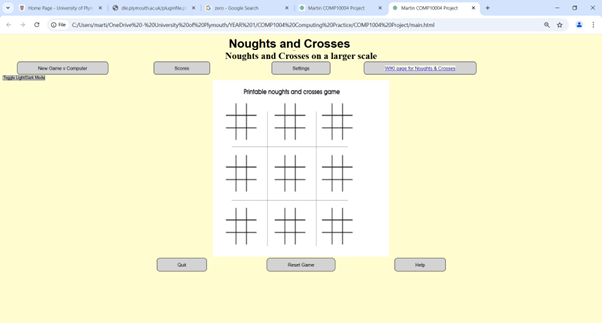 Home Page - University of Plym
dle.plymouth.ac.uk/pluginfile.p
zero - Google Search
Martin COMP10004 Project
Martin COMP10004 Project
File
C:/Users/marti/OneDrive%20-%20University%20of%20Plymouth/YEAR%201/COMP1004%20Computing%20Practice/COMP1004%20Project/main.html
Noughts and Crosses
Noughts and Crosses on a larger scale
New Game v Computer
Scores
Settings
WIKI page for Noughts & Crosses
Toggle Light/Dark Mode
Printable noughts and crosses game
Quit
Reset Game
Help